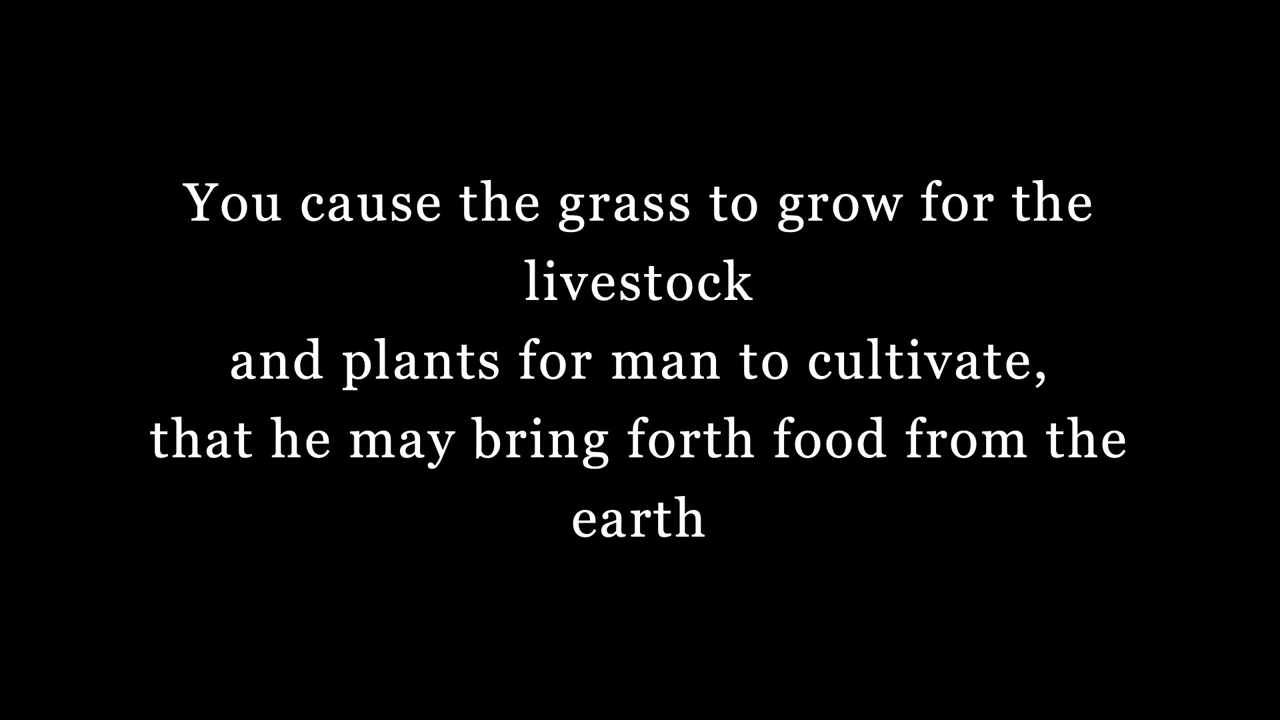 You cause the grass to grow for the
livestock
and plants for man to cultivate,
that he may bring forth food from the
earth